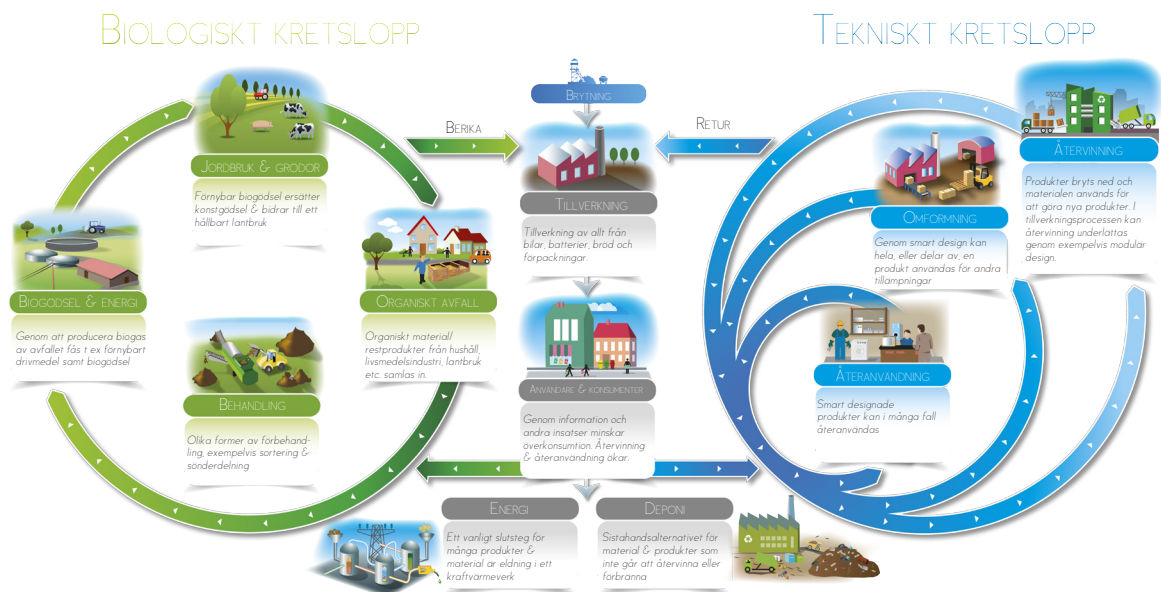 BIOLOGISKT KRETSLOPP
TEKNISKT KRETSLOPP
BRYTNING
BERIKA
RETUR
JORDBRUK & GRÖDOR
Förnybar biogödsel ersätter
konstgödsel & bidrar till ett
hållbart lantbruk
BIOGÖDSEL & ENERGI
Genom att producera biogas
av avfallet fås t ex förnybart
drivmedel samt biogödsel
ORGANISKT AVFALL
Organiskt material/
restprodukter från hushåll,
livsmedelsindustri, lantbruk
etc. samlas in.
BEHANDLING
Olika former av förbehand-
ling, exempelvis sortering &
sönderdelning
TILLVERKNING
Tillverkning av allt från
bilar, batterier, bröd och
förpackningar.
ANVÄNDARE & KONSUMENTER
Genom information och
andra insatser minskar
överkonsumtion. Återvinning
& återanvändning ökar.
ENERGI
Ett vanligt slutsteg för
många produkter &
material är eldning i ett
kraftvärmeverk
DEPONI
Sistahandsalternativet för
material & produkter som
inte går att återvinna eller
förbränna
ÅTERVINNING
Produkter bryts ned och
materialen används för
att göra nya produkter. I
tillverkningsprocessen kan
återvinning underlättas
genom exempelvis modular
design.
OMFORMNING
Genom smart design kan
hela, eller delar av, en
produkt användas för andra
tillämpningar
ÅTERANVÄNDNING
Smart designade
produkter kan i många fall
återanvändas